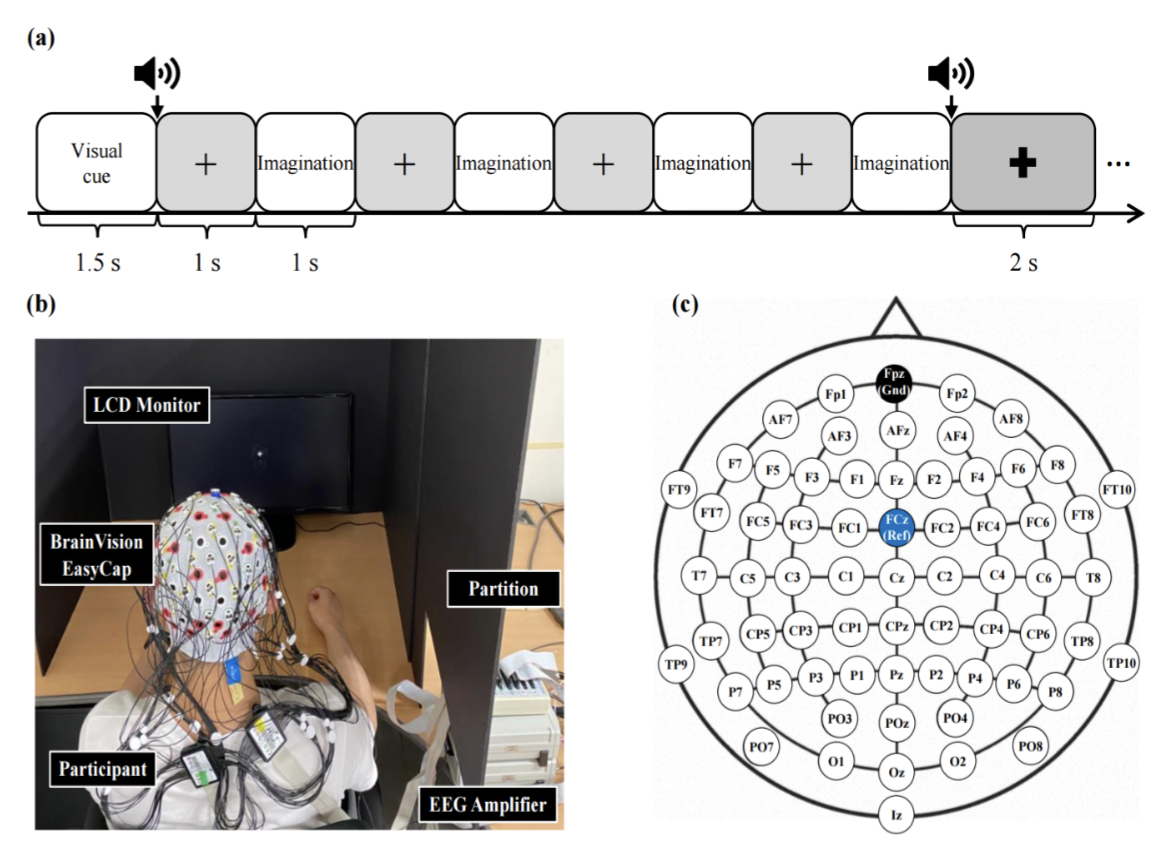 (a)
Visual
cue
+
Imagination
+
Imagination
+
Imagination
+
Imagination
+
...
1.5 s
1 s
1 s
2 s
(b)
LCD Monitor
BrainVision
EasyCap
Partition
Participant
EEG Amplifier
(c)
Fpz
(Gnd)
Fp1
Fp2
AF7
AF3
AFz
AF4
AF8
F7
F5
F3
F1
Fz
F2
F4
F6
F8
FT9
FT7
FC5
FC3
FC1
FCz
(Ref)
FC2
FC4
FC6
FT8
FT10
T7
C5
C3
C1
Cz
C2
C4
C6
T8
TP9
TP7
CP5
CP3
CP1
CPz
CP2
CP4
CP6
TP8
TP10
P7
P5
P3
P1
Pz
P2
P4
P6
P8
PO7
PO3
POz
PO4
PO8
O1
Oz
O2
Iz